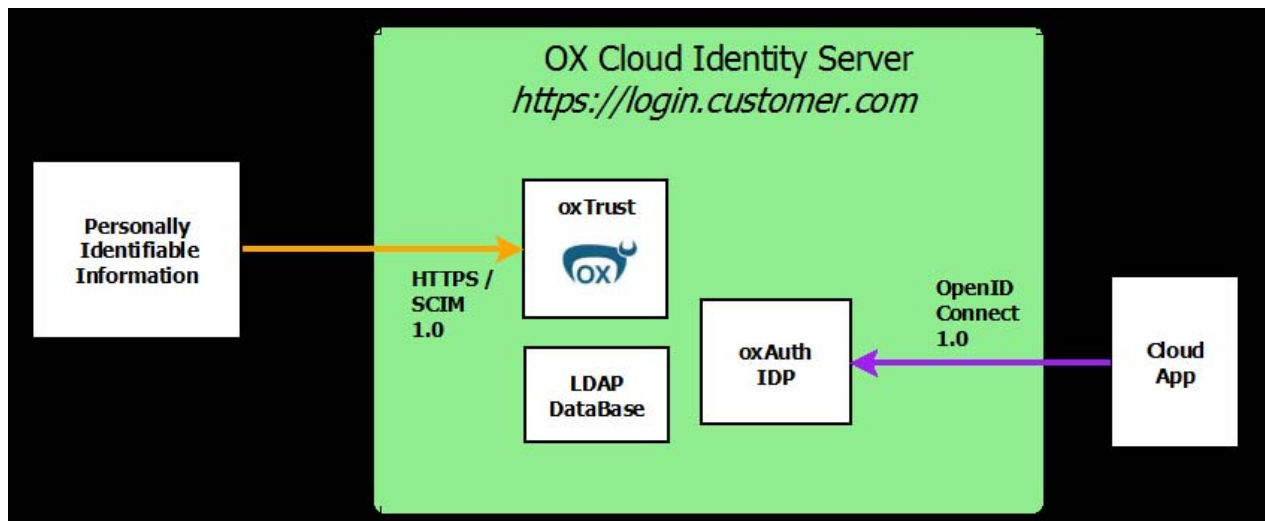 OX Cloud Identity Server
https://login.customer.com
Personally
Identifiable
Information
oxTrust
OX
HTTPS /
SCIM
1.0
LDAP
DataBase
oxAuth
IDP
OpenID
Connect
1.0
Cloud
App